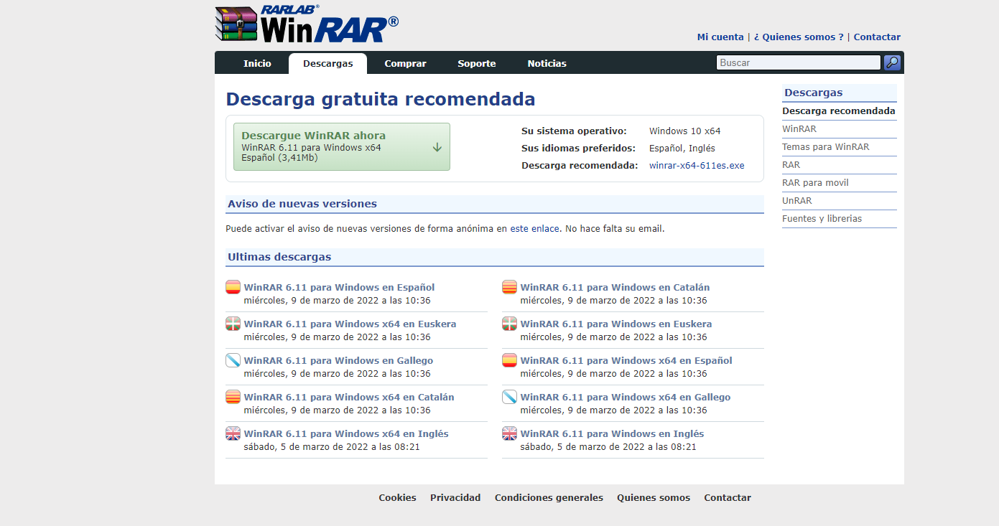 RARLAB®
WinRAR®
Mi cuenta | ¿ Quienes somos ? | Contactar
Inicio Descargas Comprar Soporte Noticias Buscar
Descarga gratuita recomendada
Descargue WinRAR ahora
WinRAR 6.11 para Windows x64
Español (3,41Mb)
Su sistema operativo: Windows 10 x64
Sus idiomas preferidos: Español, Inglés
Descarga recomendada: winrar-x64-611es.exe
Aviso de nuevas versiones
Puede activar el aviso de nuevas versiones de forma anónima en este enlace. No hace falta su email.
Ultimas descargas
WinRAR 6.11 para Windows en Español
miércoles, 9 de marzo de 2022 a las 10:36
WinRAR 6.11 para Windows en Catalán
miércoles, 9 de marzo de 2022 a las 10:36
WinRAR 6.11 para Windows x64 en Euskera
miércoles, 9 de marzo de 2022 a las 10:36
WinRAR 6.11 para Windows en Euskera
miércoles, 9 de marzo de 2022 a las 10:36
WinRAR 6.11 para Windows en Gallego
miércoles, 9 de marzo de 2022 a las 10:36
WinRAR 6.11 para Windows x64 en Español
miércoles, 9 de marzo de 2022 a las 10:36
WinRAR 6.11 para Windows x64 en Catalán
miércoles, 9 de marzo de 2022 a las 10:36
WinRAR 6.11 para Windows x64 en Gallego
miércoles, 9 de marzo de 2022 a las 10:36
WinRAR 6.11 para Windows x64 en Inglés
sábado, 5 de marzo de 2022 a las 08:21
WinRAR 6.11 para Windows en Inglés
sábado, 5 de marzo de 2022 a las 08:21
Descargas
Descarga recomendada
WinRAR
Temas para WinRAR
RAR
RAR para movil
UnRAR
Fuentes y librerias
Cookies Privacidad Condiciones generales Quienes somos Contactar